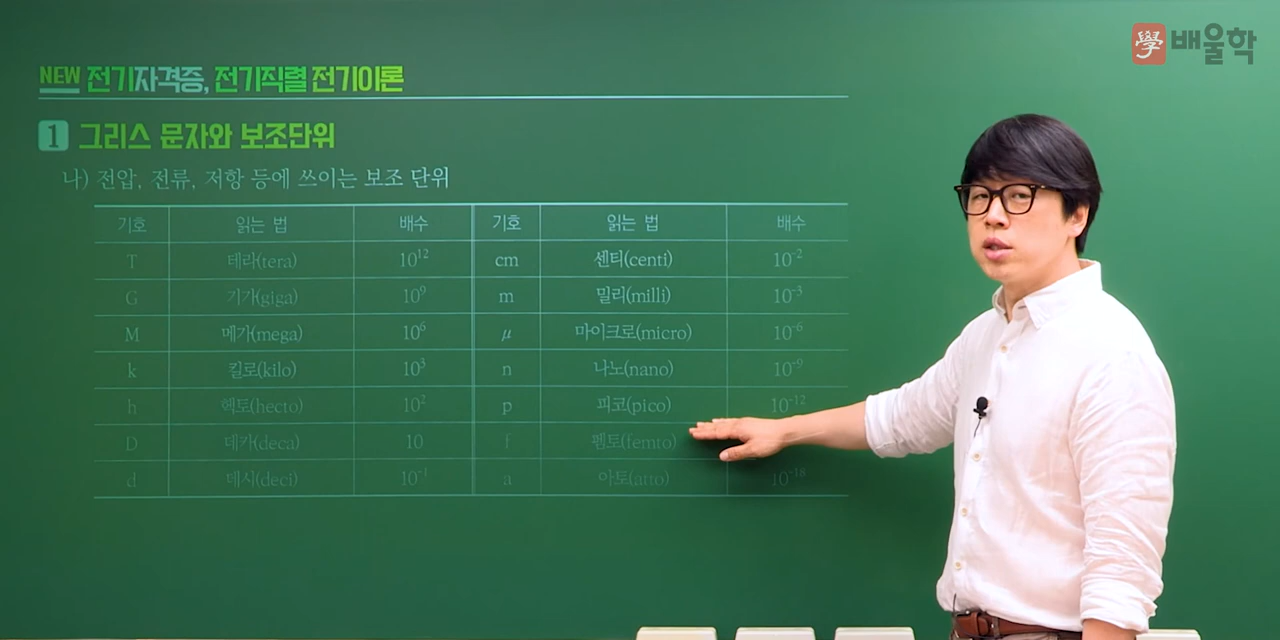 學 배울학
NEW 전기자격증, 전기직렬 전기이론
1 그리스 문자와 보조단위
나) 전압, 전류, 저항 등에 쓰이는 보조 단위
기호 읽는 법 배수 기호 읽는 법 배수
T 테라(tera) 10¹² cm 센티(centi) 10⁻²
G 기가(giga) 10⁹ m 밀리(milli) 10⁻³
M 메가(mega) 10⁶ μ 마이크로(micro) 10⁻⁶
k 킬로(kilo) 10³ n 나노(nano) 10⁻⁹
h 헥토(hecto) 10² p 피코(pico) 10⁻¹²
D 데카(deca) 10 f 펨토(femto)
d 데시(deci) 10⁻¹ a 아토(atto) 10⁻¹⁸